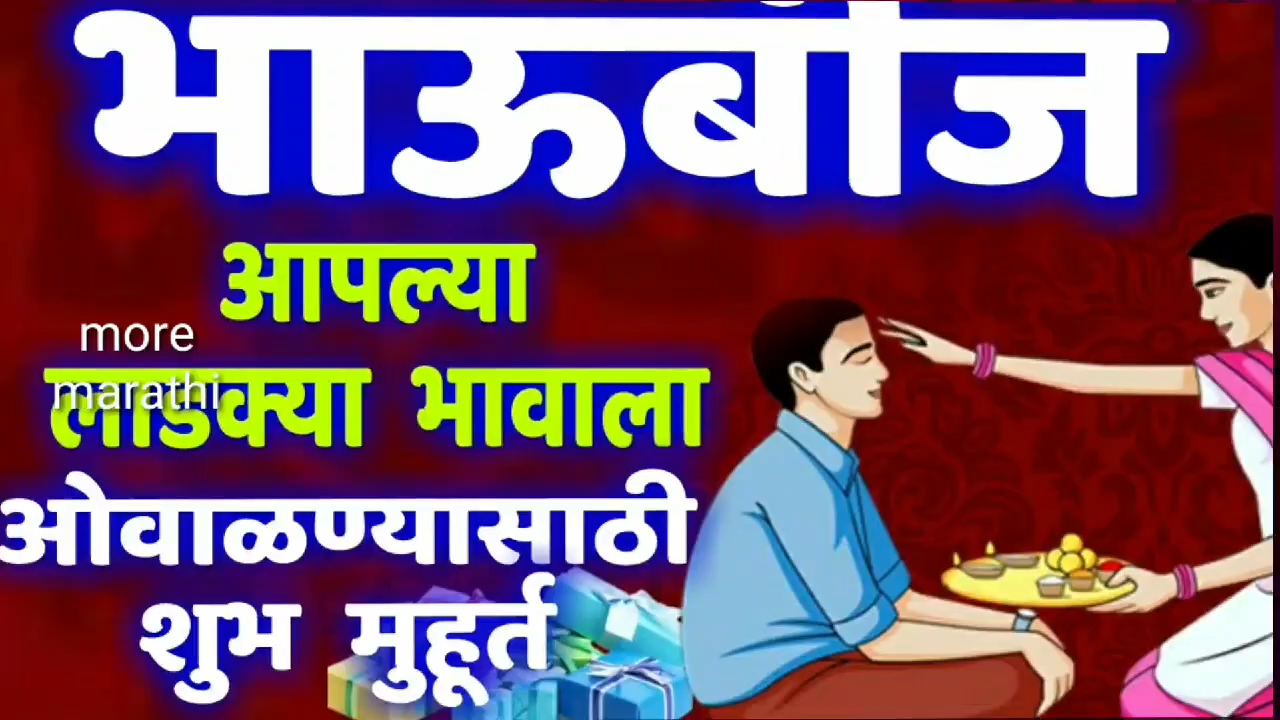 भाऊबीज
आपल्या
more
marathi
लाडक्या भावाला
ओवाळण्यासाठी
शुभ मुहूर्त